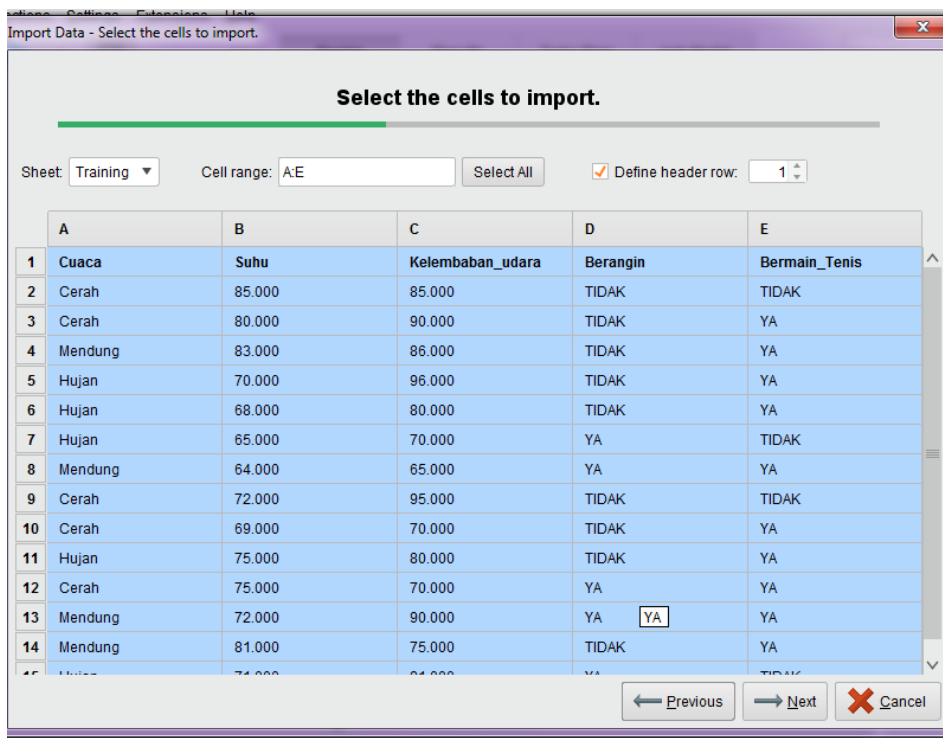 Import Data - Select the cells to import.
Select the cells to import.
Sheet: Training Cell range: A:E Select All Define header row: 1
A B C D E
1 Cuaca Suhu Kelembaban_udara Berangin Bermain_Tenis
2 Cerah 85.000 85.000 TIDAK TIDAK
3 Cerah 80.000 90.000 TIDAK YA
4 Mendung 83.000 86.000 TIDAK YA
5 Hujan 70.000 96.000 TIDAK YA
6 Hujan 68.000 80.000 TIDAK YA
7 Hujan 65.000 70.000 YA TIDAK
8 Mendung 64.000 65.000 YA YA
9 Cerah 72.000 95.000 TIDAK TIDAK
10 Cerah 69.000 70.000 TIDAK YA
11 Hujan 75.000 80.000 TIDAK YA
12 Cerah 75.000 70.000 YA YA
13 Mendung 72.000 90.000 YA YA YA
14 Mendung 81.000 75.000 TIDAK YA
Previous Next Cancel